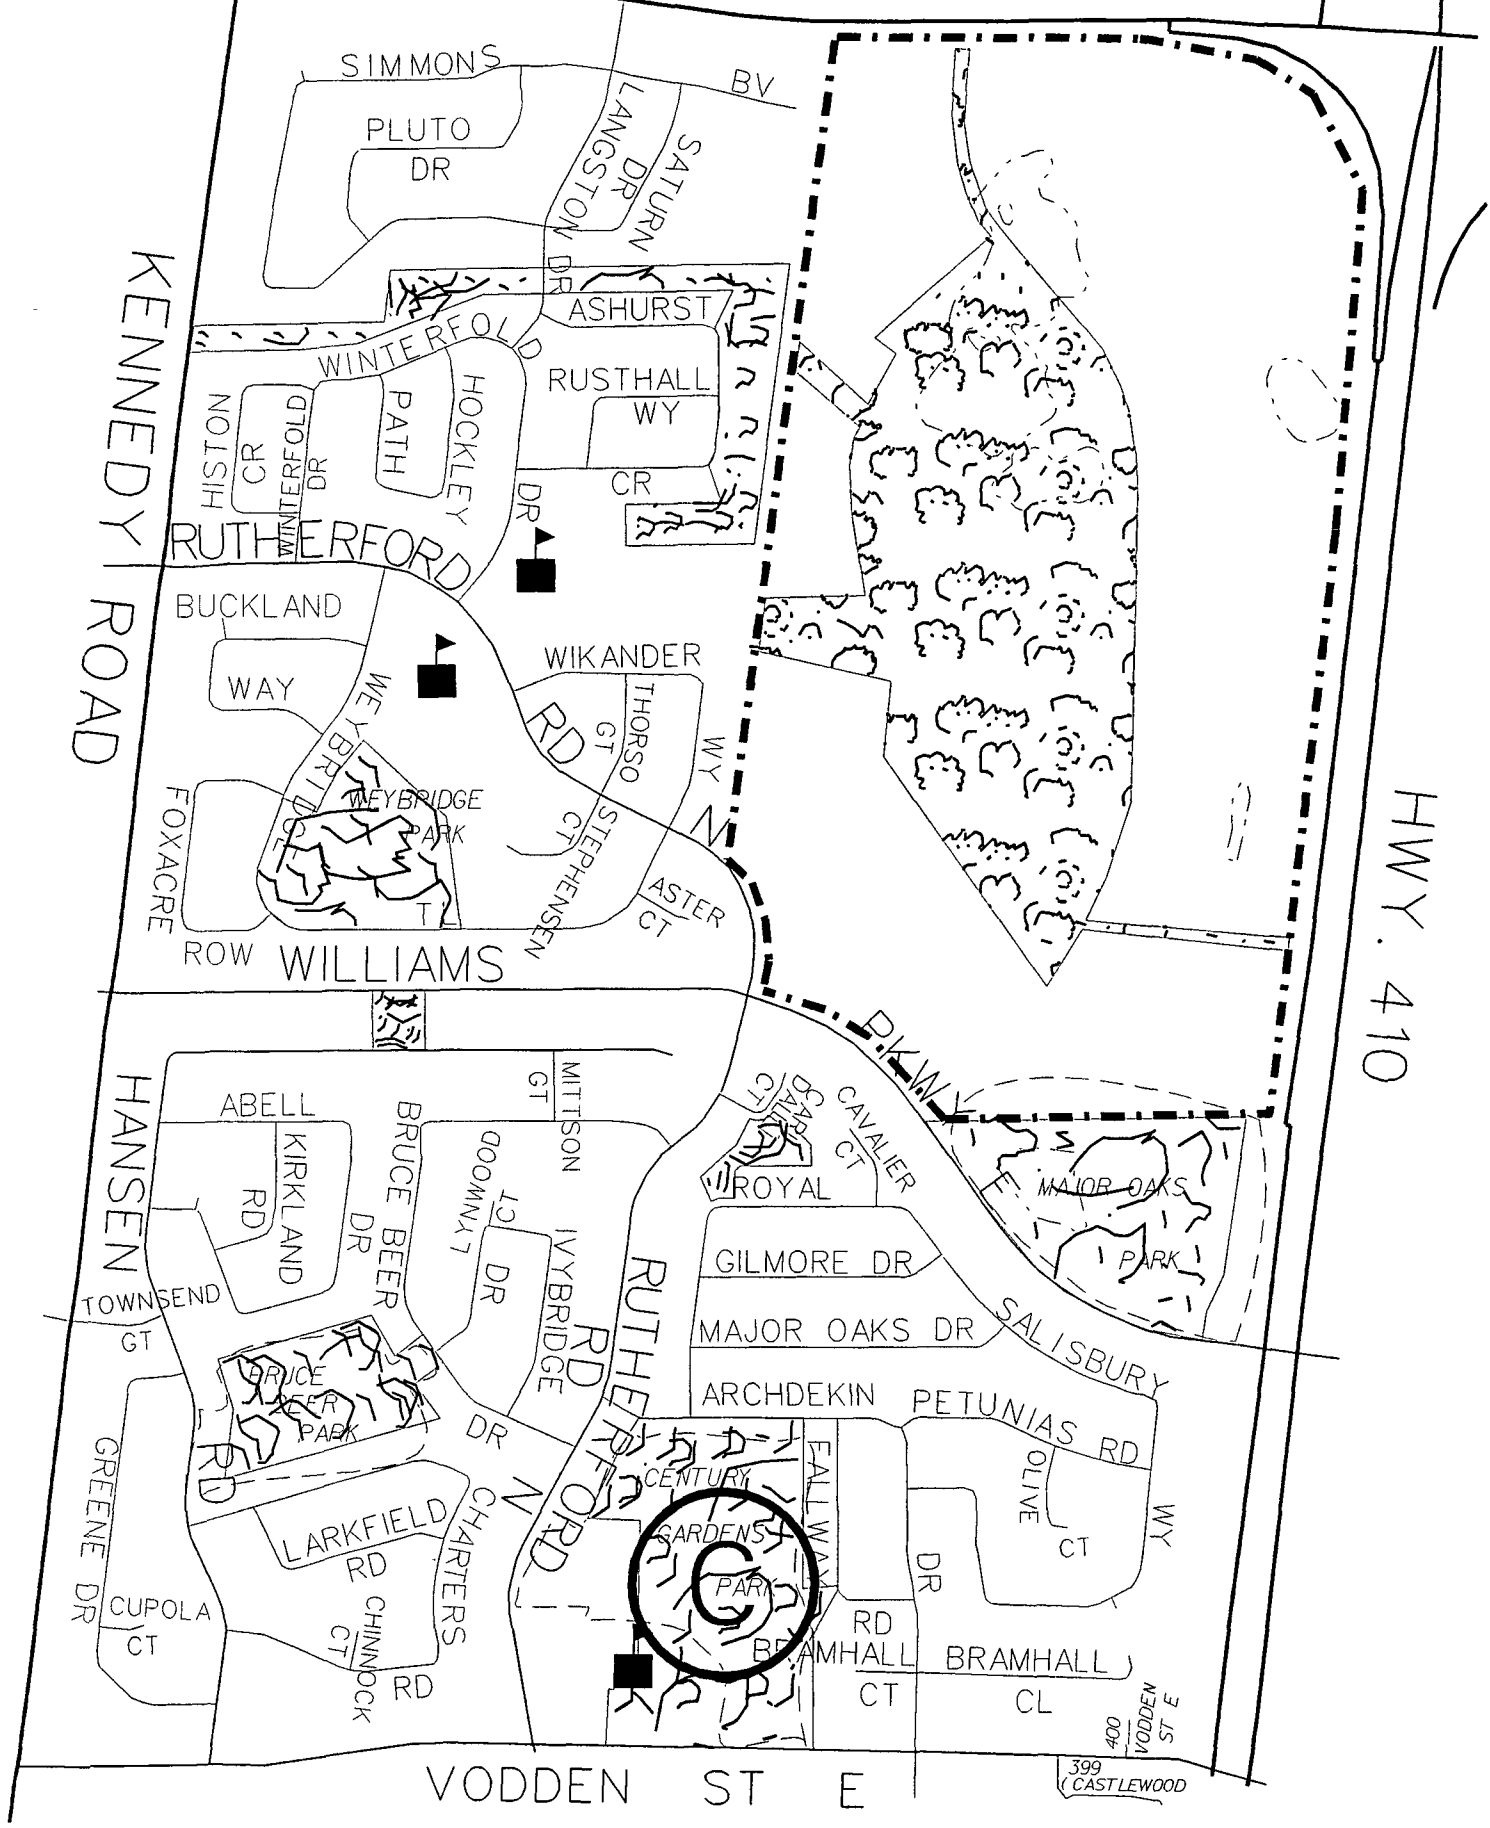 SIMMONS
BV
PLUTO
DR
LANGSTON DR
SATURN
DR
ASHURST
WINTERFOLD
DR
RUSTHALL
WY
CR
HISTON
CR
WINTERFOLD
DR
PATH
HOCKLEY
KENNEDY ROAD
RUTHERFORD
RD
N
BUCKLAND
WAY
WEYBRIDGE
T
WIKANDER
WY
THORSO
GT
STEPHENSEN
CT
WEYBRIDGE
PARK
FOXACRE
ROW
ASTER
CT
WILLIAMS
PKWY
HWY. 410
HANSEN
RD
N
ABELL
DR
KIRKLAND
RD
BRUCE BEER
DR
MITTSON
GT
LYNWOOD
CT
IVYBRIDGE
DR
CARDALE
CT
CAVALIER
CT
ROYAL
MAJOR OAKS
PARK
GILMORE DR
MAJOR OAKS DR
SALISBURY
ARCHDEKIN
DR
PETUNIAS RD
OLIVE
CT
WY
TOWNSEND
GT
BRUCE
BEER
PARK
RUTHERFORD
RD
GREENE DR
LARKFIELD
RD
CHARTERS
RD
CUPOLA
CT
CHINNOCK
CT
CENTURY
GARDENS
PARK
C
RD
BRAMHALL
CT
BRAMHALL
CL
400
VODDEN
ST E
399
CASTLEWOOD
VODDEN ST E